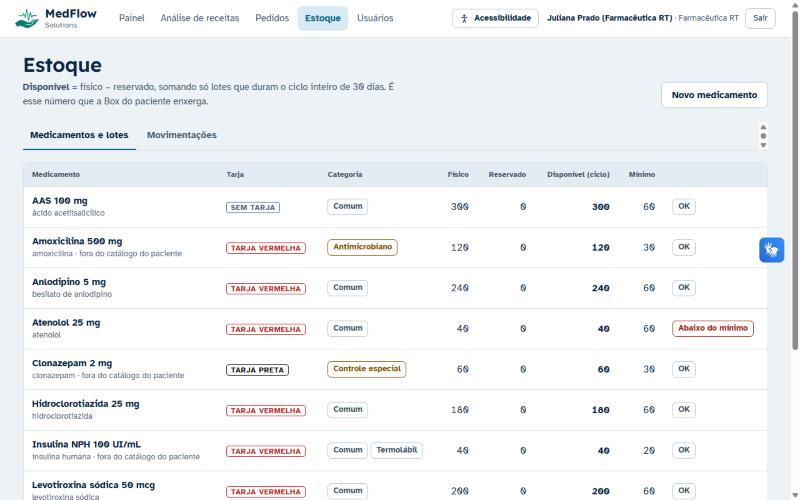 MedFlow
Solutions
Painel
Análise de receitas
Pedidos
Estoque
Usuários
Acessibilidade
Juliana Prado (Farmacêutica RT) · Farmacêutica RT
Sair
Estoque
Disponível = físico − reservado, somando só lotes que duram o ciclo inteiro de 30 dias. É
esse número que a Box do paciente enxerga.
Novo medicamento
Medicamentos e lotes
Movimentações
Medicamento Tarja Categoria Físico Reservado Disponível (ciclo) Mínimo
AAS 100 mg
ácido acetilsalicílico
SEM TARJA Comum 300 0 300 60 OK
Amoxicilina 500 mg
amoxicilina · fora do catálogo do paciente
TARJA VERMELHA Antimicrobiano 120 0 120 30 OK
Anlodipino 5 mg
besilato de anlodipino
TARJA VERMELHA Comum 240 0 240 60 OK
Atenolol 25 mg
atenolol
TARJA VERMELHA Comum 40 0 40 60 Abaixo do mínimo
Clonazepam 2 mg
clonazepam · fora do catálogo do paciente
TARJA PRETA Controle especial 60 0 60 30 OK
Hidroclorotiazida 25 mg
hidroclorotiazida
TARJA VERMELHA Comum 180 0 180 60 OK
Insulina NPH 100 UI/mL
insulina humana · fora do catálogo do paciente
TARJA VERMELHA Comum Termolábil 40 0 40 20 OK
Levotiroxina sódica 50 mcg
levotiroxina sódica
TARJA VERMELHA Comum 200 0 200 60 OK